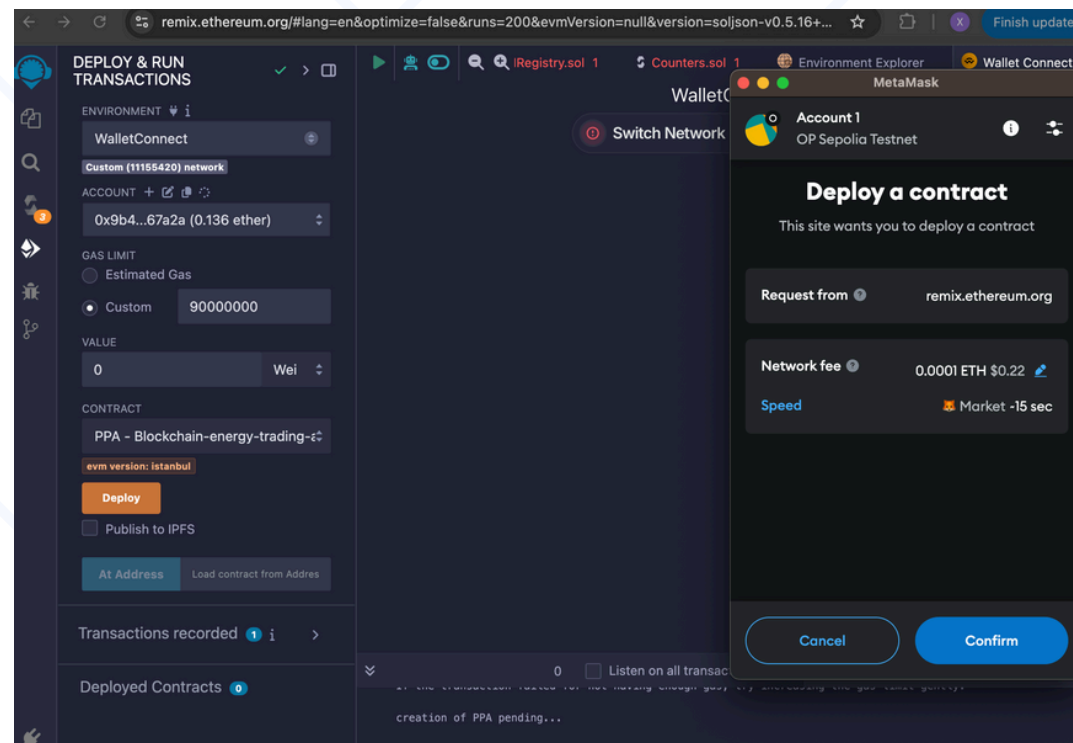 remix.ethereum.org/#lang=en&optimize=false&runs=200&evmVersion=null&version=soljson-v0.5.16+...
Finish update
DEPLOY & RUN
TRANSACTIONS
ENVIRONMENT
WalletConnect
Custom (11155420) network
ACCOUNT
0x9b4...67a2a (0.136 ether)
GAS LIMIT
Estimated Gas
Custom
90000000
VALUE
0
Wei
CONTRACT
PPA - Blockchain-energy-trading-a
evm version: istanbul
Deploy
Publish to IPFS
At Address
Load contract from Addres
Transactions recorded 1 i
Deployed Contracts 0
3
IRegistry.sol 1
Counters.sol 1
Environment Explorer
Wallet Connect
WalletC
Switch Network
0
Listen on all transac
creation of PPA pending...
MetaMask
Account 1
OP Sepolia Testnet
Deploy a contract
This site wants you to deploy a contract
Request from
remix.ethereum.org
Network fee
0.0001 ETH $0.22
Speed
Market ~15 sec
Cancel
Confirm